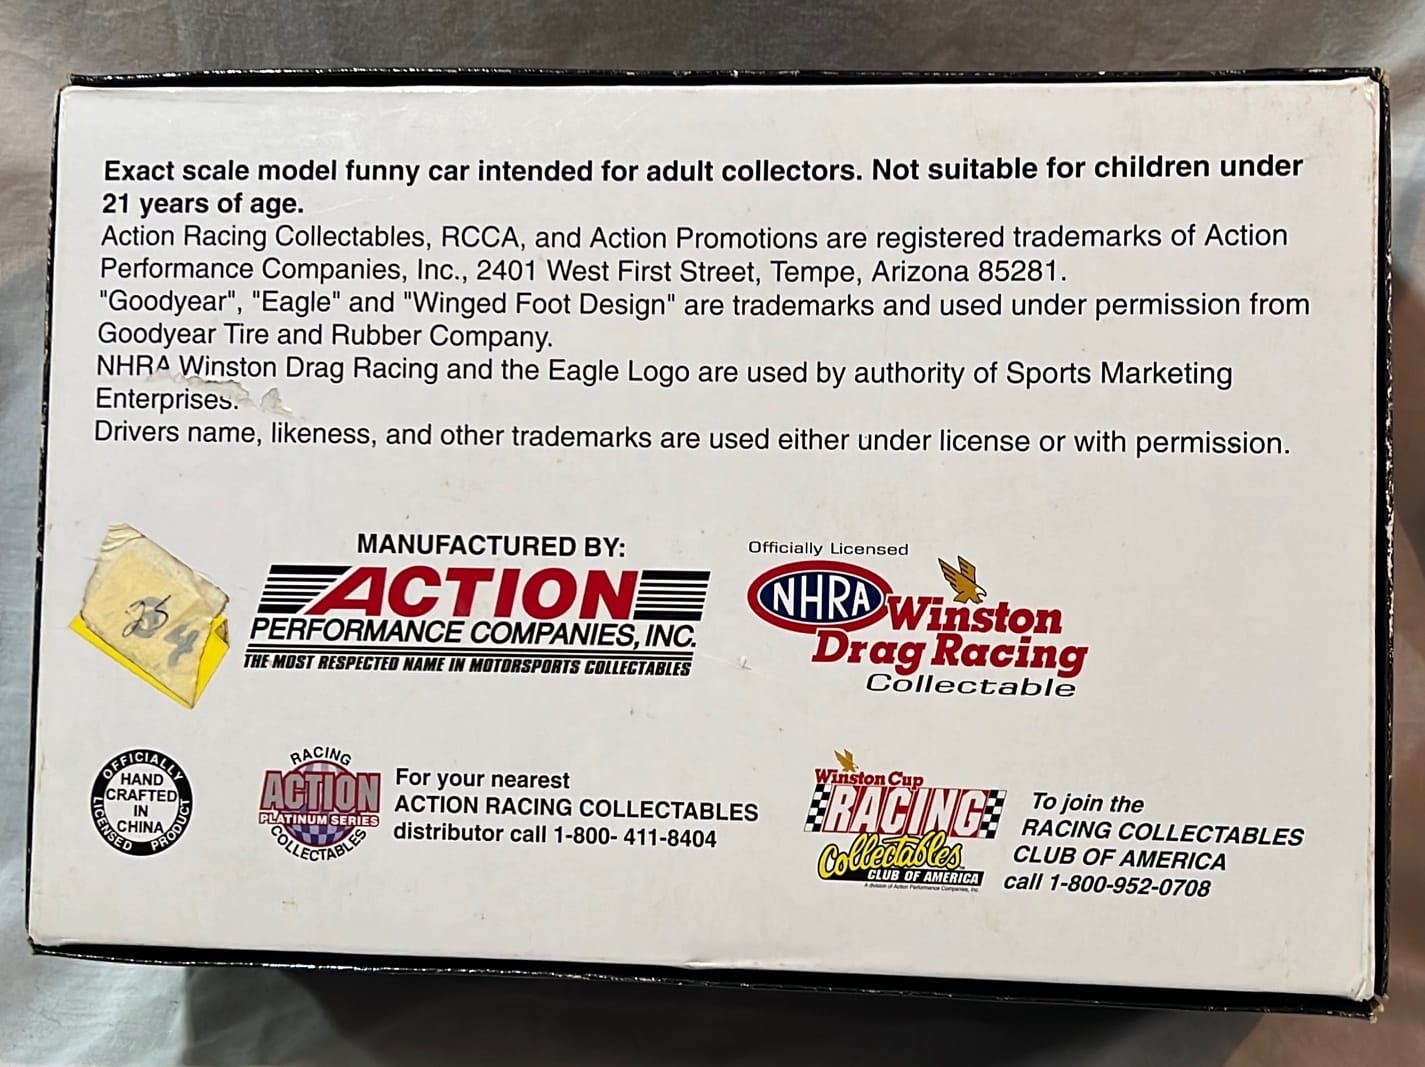 Exact scale model funny car intended for adult collectors. Not suitable for children under
21 years of age.
Action Racing Collectables, RCCA, and Action Promotions are registered trademarks of Action
Performance Companies, Inc., 2401 West First Street, Tempe, Arizona 85281.
"Goodyear", "Eagle" and "Winged Foot Design" are trademarks and used under permission from
Goodyear Tire and Rubber Company.
NHRA Winston Drag Racing and the Eagle Logo are used by authority of Sports Marketing
Enterprises.
Drivers name, likeness, and other trademarks are used either under license or with permission.
MANUFACTURED BY:
ACTION
PERFORMANCE COMPANIES, INC.
THE MOST RESPECTED NAME IN MOTORSPORTS COLLECTABLES
Officially Licensed
NHRA Winston
Drag Racing
Collectable
OFFICIALLY LICENSED PRODUCT
HAND
CRAFTED
IN
CHINA
RACING
ACTION
PLATINUM SERIES
COLLECTABLES
For your nearest
ACTION RACING COLLECTABLES
distributor call 1-800- 411-8404
Winston Cup
RACING
Collectables
CLUB OF AMERICA
A division of Action Performance Companies, Inc.
To join the
RACING COLLECTABLES
CLUB OF AMERICA
call 1-800-952-0708